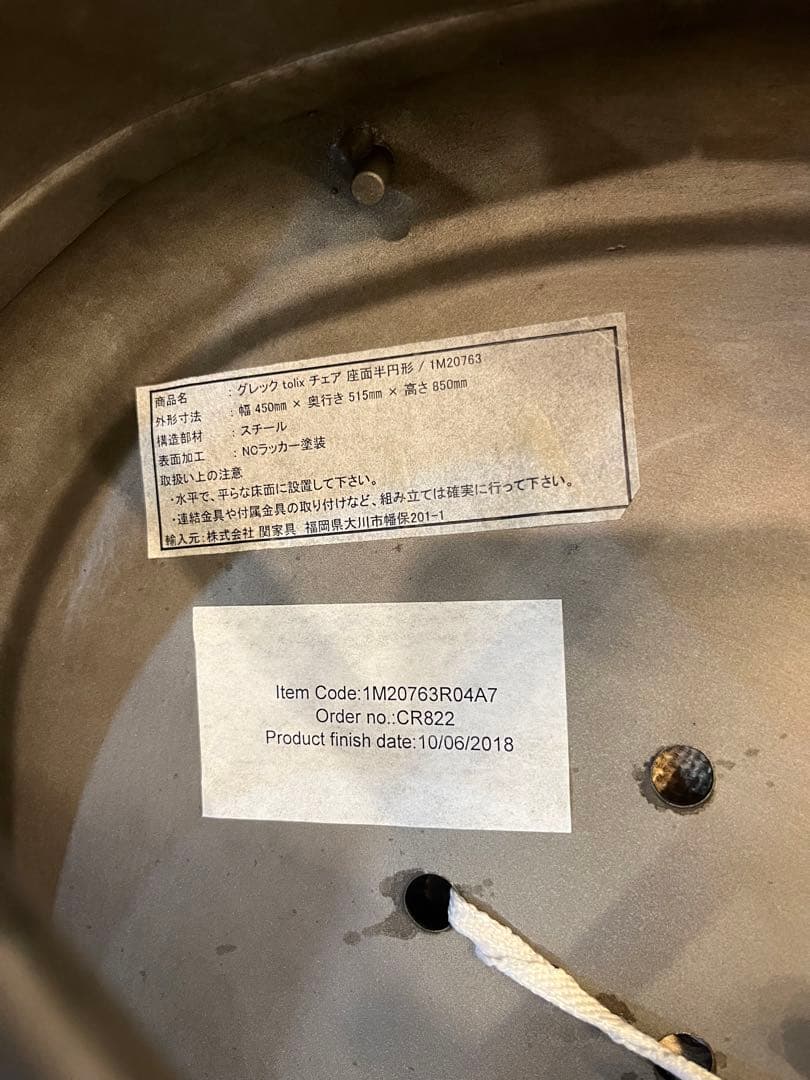 商品名　：グレック tolix チェア 座面半円形 / 1M20763
外形寸法　：幅 450㎜ × 奥行き 515㎜ × 高さ 850㎜
構造部材　：スチール
表面加工　：NCラッカー塗装
取扱い上の注意
・水平で、平らな床面に設置して下さい。
・連結金具や付属金具の取り付けなど、組み立ては確実に行って下さい。
輸入元：株式会社 関家具 福岡県大川市幡保201-1
Item Code:1M20763R04A7
Order no.:CR822
Product finish date:10/06/2018